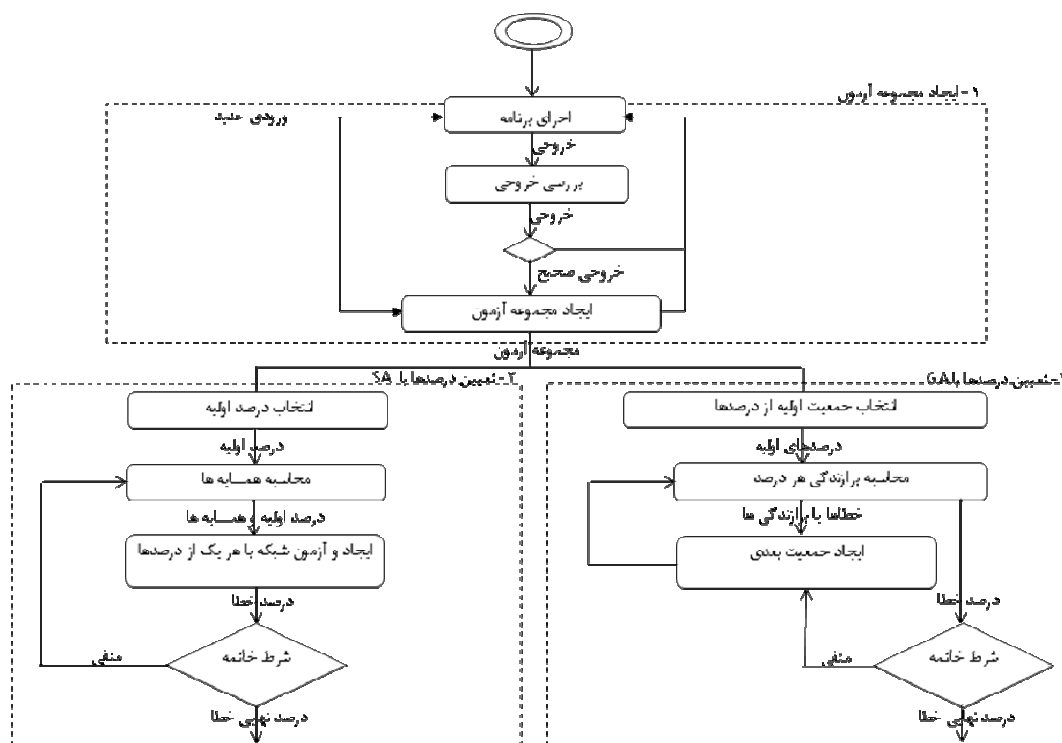 ۱- ایجاد مجموعه آزمون
ورودی جدید
اجرای برنامه
خروجی
بررسی خروجی
خروجی
خروجی صحیح
ایجاد مجموعه آزمون
مجموعه آزمون
۲- تعیین درصدها با SA
انتخاب درصد اولیه
درصد اولیه
محاسبه همسایه ها
درصد اولیه و همسایه ها
ایجاد و آزمون شبکه با هر یک از درصدها
درصد خطا
شرط خاتمه
منفی
درصد نهایی خطا
تعیین درصدها با GA
انتخاب جمعیت اولیه از درصدها
درصدهای اولیه
محاسبه برازندگی هر درصد
خطاها یا برازندگی ها
ایجاد جمعیت بعدی
درصد خطا
شرط خاتمه
منفی
درصد نهایی خطا